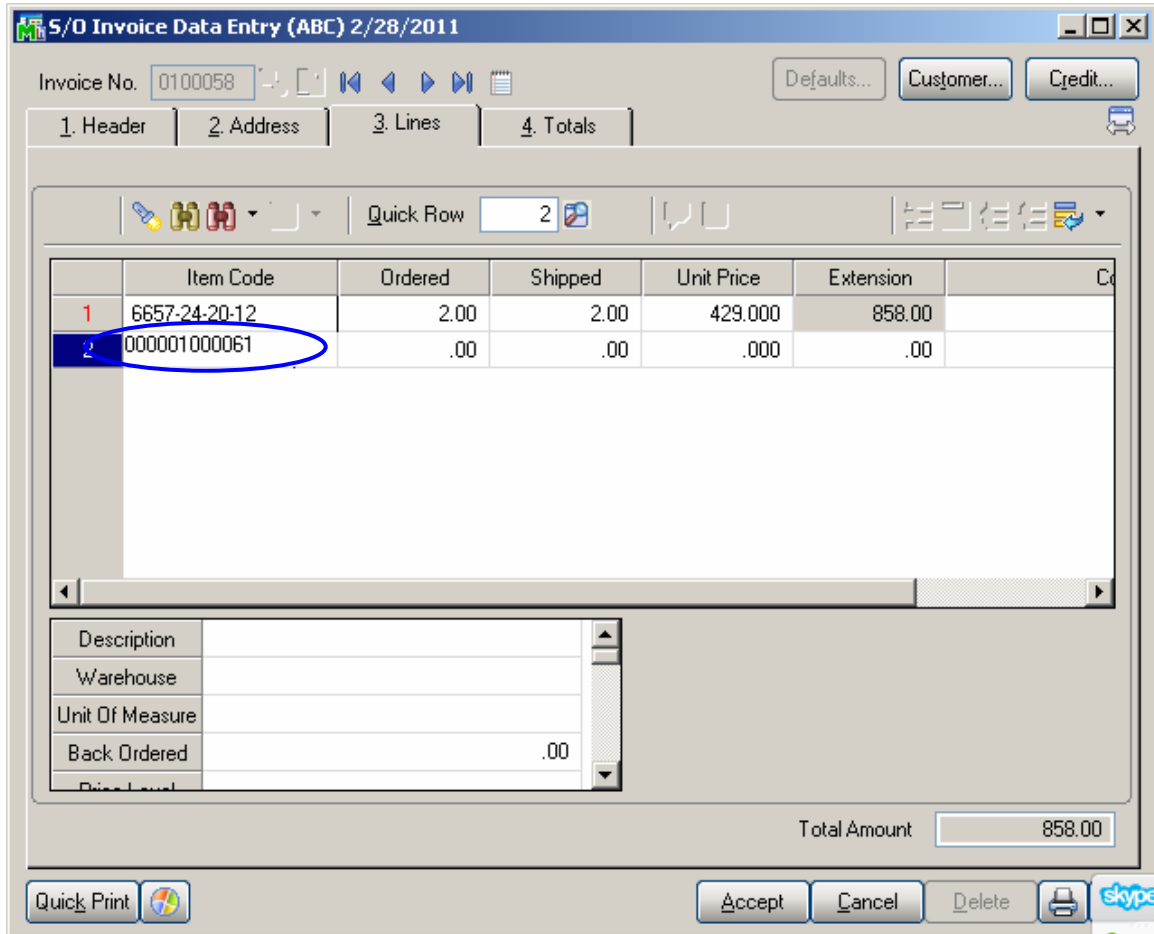 S/O Invoice Data Entry (ABC) 2/28/2011
Invoice No. 0100058 Defaults... Customer... Credit...
1. Header 2. Address 3. Lines 4. Totals
Quick Row 2
Item Code Ordered Shipped Unit Price Extension
1 6657-24-20-12 2.00 2.00 429.000 858.00
2 000001000061 .00 .00 .000 .00
Description
Warehouse
Unit Of Measure
Back Ordered .00
Price Level
Total Amount 858.00
Quick Print Accept Cancel Delete skype